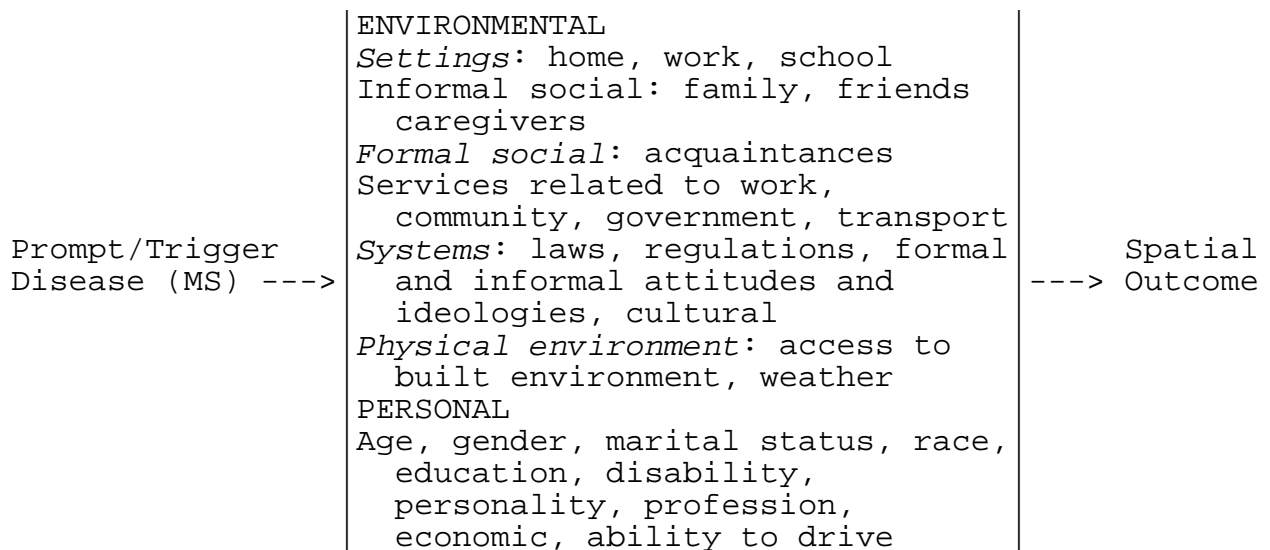 ENVIRONMENTAL
Settings: home, work, school
Informal social: family, friends
caregivers
Formal social: acquaintances
Services related to work,
community, government, transport
Prompt/Trigger
Disease (MS) --->
Systems: laws, regulations, formal
and informal attitudes and
ideologies, cultural
Physical environment: access to
built environment, weather
PERSONAL
Age, gender, marital status, race,
education, disability,
personality, profession,
economic, ability to drive
Spatial
---> Outcome